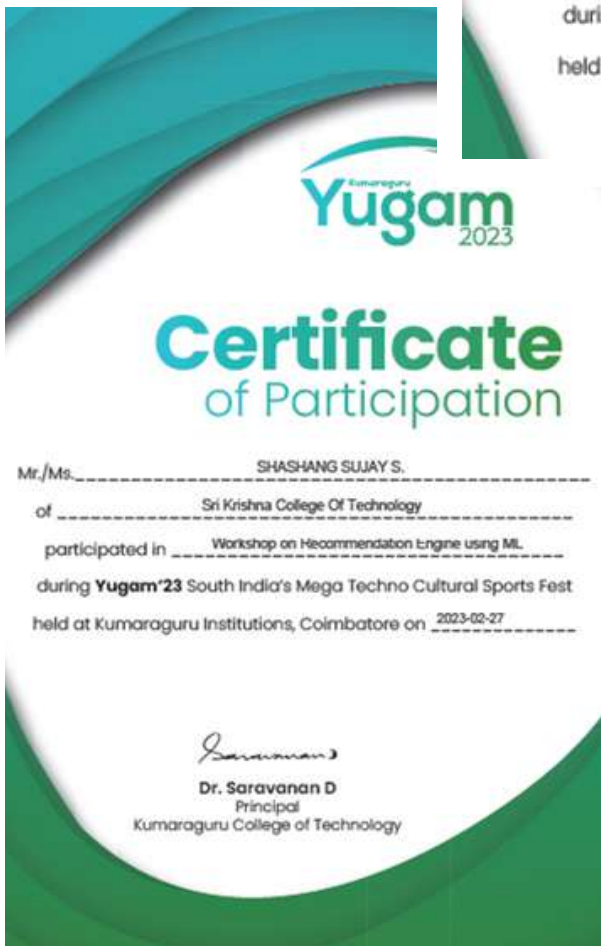 duri
held
Kumaraguru
Yugam
2023
Certificate
of Participation
Mr./Ms. SHASHANG SUJAY S.
of Sri Krishna College Of Technology
participated in Workshop on Recommendation Engine using ML
during Yugam'23 South India's Mega Techno Cultural Sports Fest
held at Kumaraguru Institutions, Coimbatore on 2023-02-27
Saravanan D
Dr. Saravanan D
Principal
Kumaraguru College of Technology